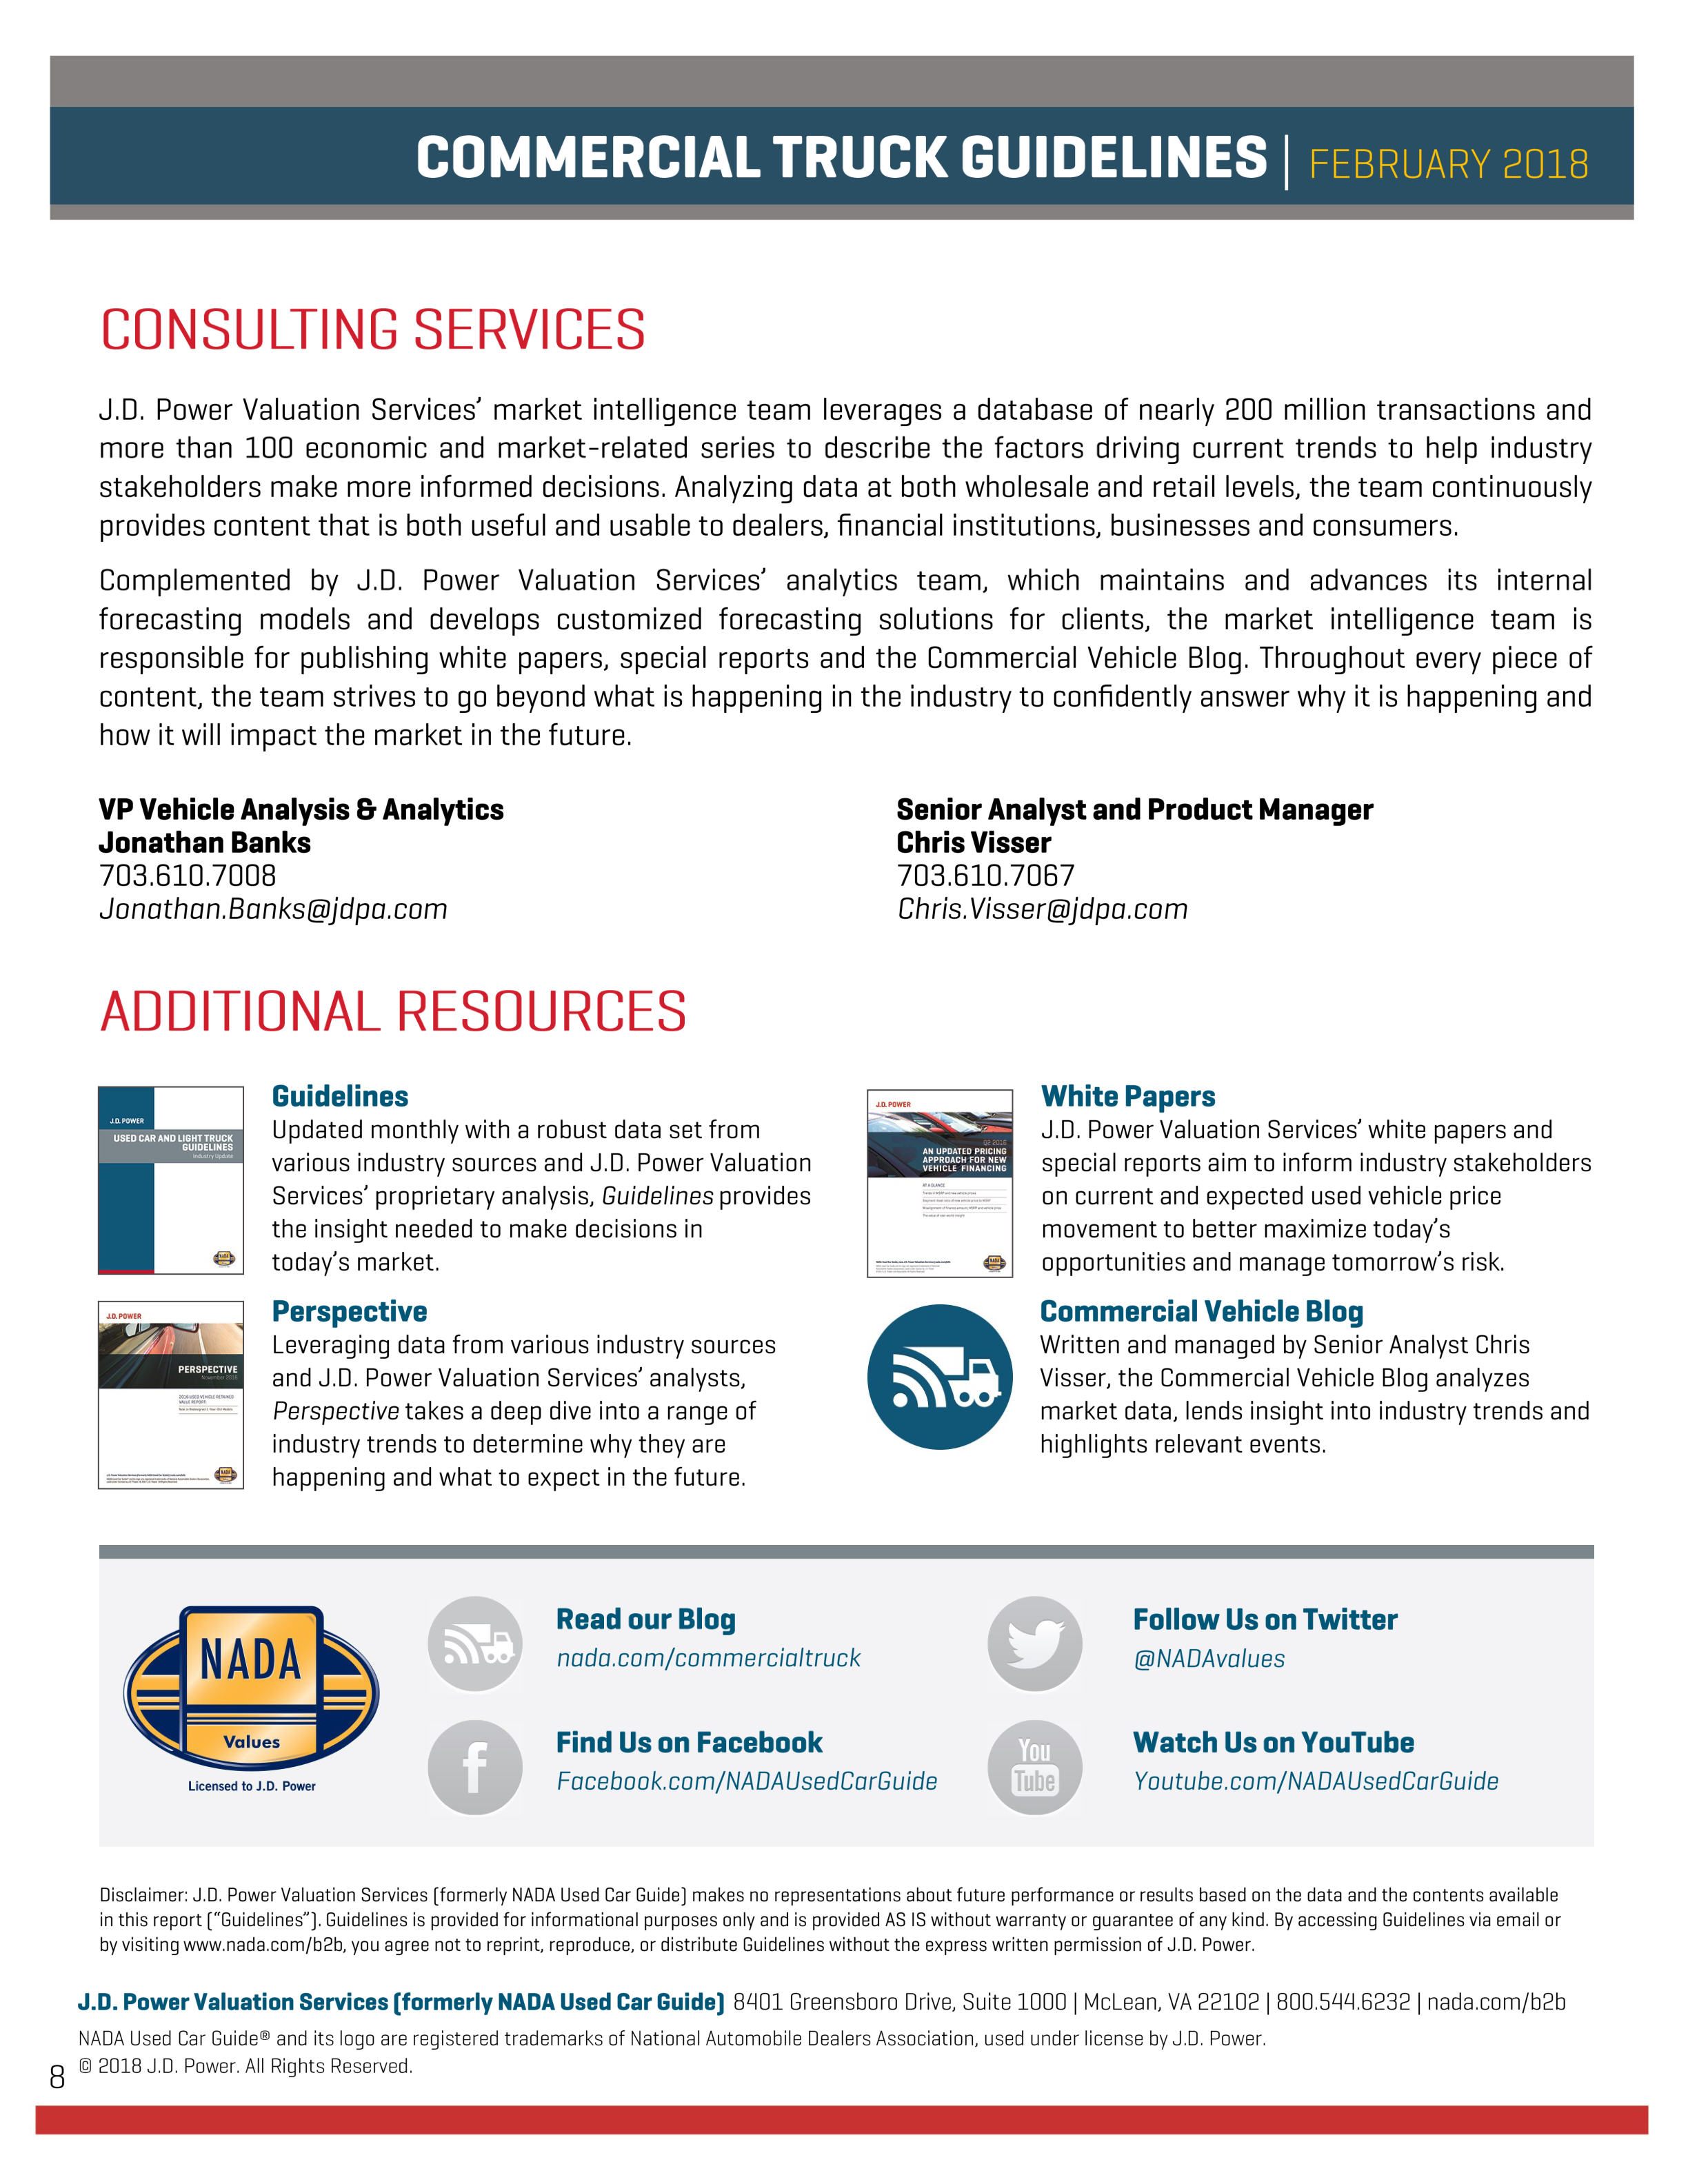 COMMERCIAL TRUCK GUIDELINES | FEBRUARY 2018
CONSULTING SERVICES
J.D. Power Valuation Services’ market intelligence team leverages a database of nearly 200 million transactions and
more than 100 economic and market-related series to describe the factors driving current trends to help industry
stakeholders make more informed decisions. Analyzing data at both wholesale and retail levels, the team continuously
provides content that is both useful and usable to dealers, financial institutions, businesses and consumers.
Complemented by J.D. Power Valuation Services’ analytics team, which maintains and advances its internal
forecasting models and develops customized forecasting solutions for clients, the market intelligence team is
responsible for publishing white papers, special reports and the Commercial Vehicle Blog. Throughout every piece of
content, the team strives to go beyond what is happening in the industry to confidently answer why it is happening and
how it will impact the market in the future.
VP Vehicle Analysis & Analytics
Jonathan Banks
703.610.7008
Jonathan.Banks@jdpa.com
Senior Analyst and Product Manager
Chris Visser
703.610.7067
Chris.Visser@jdpa.com
ADDITIONAL RESOURCES
J.D. POWER
USED CAR AND LIGHT TRUCK
GUIDELINES
Industry Update
NADA
Guidelines
Updated monthly with a robust data set from
various industry sources and J.D. Power Valuation
Services’ proprietary analysis, Guidelines provides
the insight needed to make decisions in
today’s market.
J.D. POWER
Q2 2016
AN UPDATED PRICING
APPROACH FOR NEW
VEHICLE FINANCING
AT A GLANCE
NADA
White Papers
J.D. Power Valuation Services’ white papers and
special reports aim to inform industry stakeholders
on current and expected used vehicle price
movement to better maximize today’s
opportunities and manage tomorrow’s risk.
J.D. POWER
PERSPECTIVE
November 2016
NADA
Perspective
Leveraging data from various industry sources
and J.D. Power Valuation Services’ analysts,
Perspective takes a deep dive into a range of
industry trends to determine why they are
happening and what to expect in the future.
Commercial Vehicle Blog
Written and managed by Senior Analyst Chris
Visser, the Commercial Vehicle Blog analyzes
market data, lends insight into industry trends and
highlights relevant events.
NADA
Values
Licensed to J.D. Power
Read our Blog
nada.com/commercialtruck
Follow Us on Twitter
@NADAvalues
Find Us on Facebook
Facebook.com/NADAUsedCarGuide
You
Tube
Watch Us on YouTube
Youtube.com/NADAUsedCarGuide
Disclaimer: J.D. Power Valuation Services (formerly NADA Used Car Guide) makes no representations about future performance or results based on the data and the contents available
in this report (“Guidelines”). Guidelines is provided for informational purposes only and is provided AS IS without warranty or guarantee of any kind. By accessing Guidelines via email or
by visiting www.nada.com/b2b, you agree not to reprint, reproduce, or distribute Guidelines without the express written permission of J.D. Power.
J.D. Power Valuation Services (formerly NADA Used Car Guide) 8401 Greensboro Drive, Suite 1000 | McLean, VA 22102 | 800.544.6232 | nada.com/b2b
NADA Used Car Guide® and its logo are registered trademarks of National Automobile Dealers Association, used under license by J.D. Power.
© 2018 J.D. Power. All Rights Reserved.
8